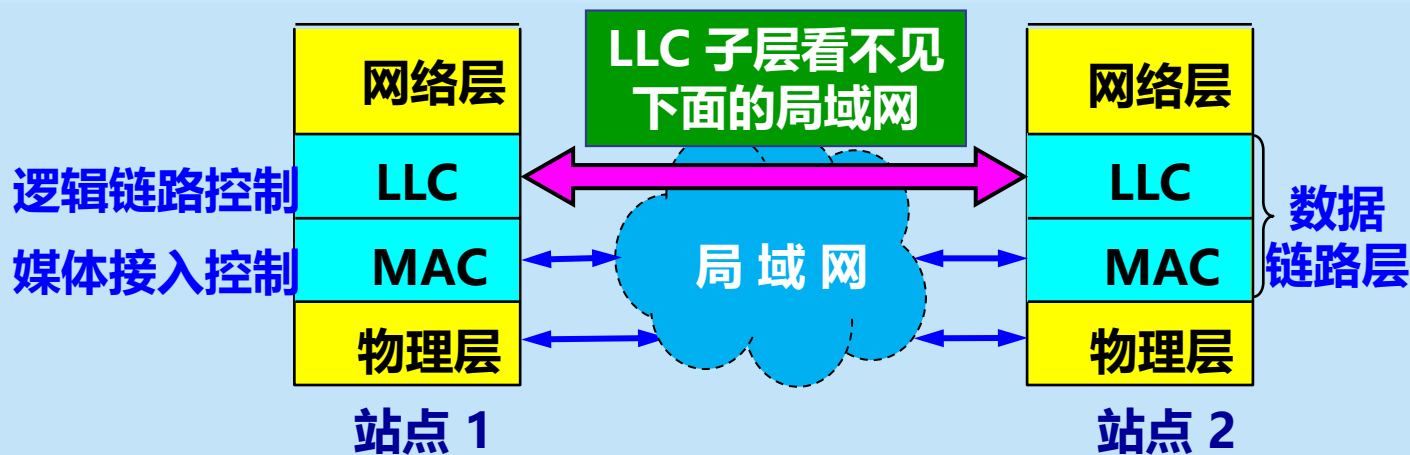 LLC 子层看不见
下面的局域网
网络层
网络层
逻辑链路控制
LLC
LLC
数据
链路层
媒体接入控制
MAC
局 域 网
MAC
物理层
物理层
站点 1
站点 2